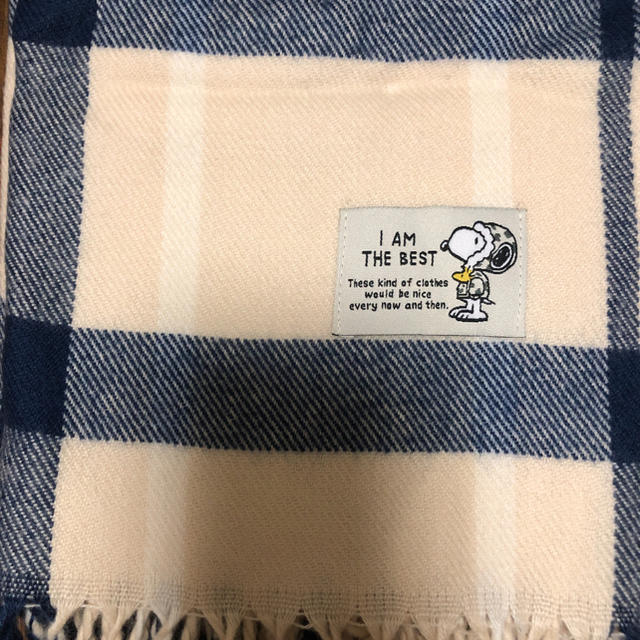 I AM
THE BEST
These kind of clothes
would be nice
every now and then.